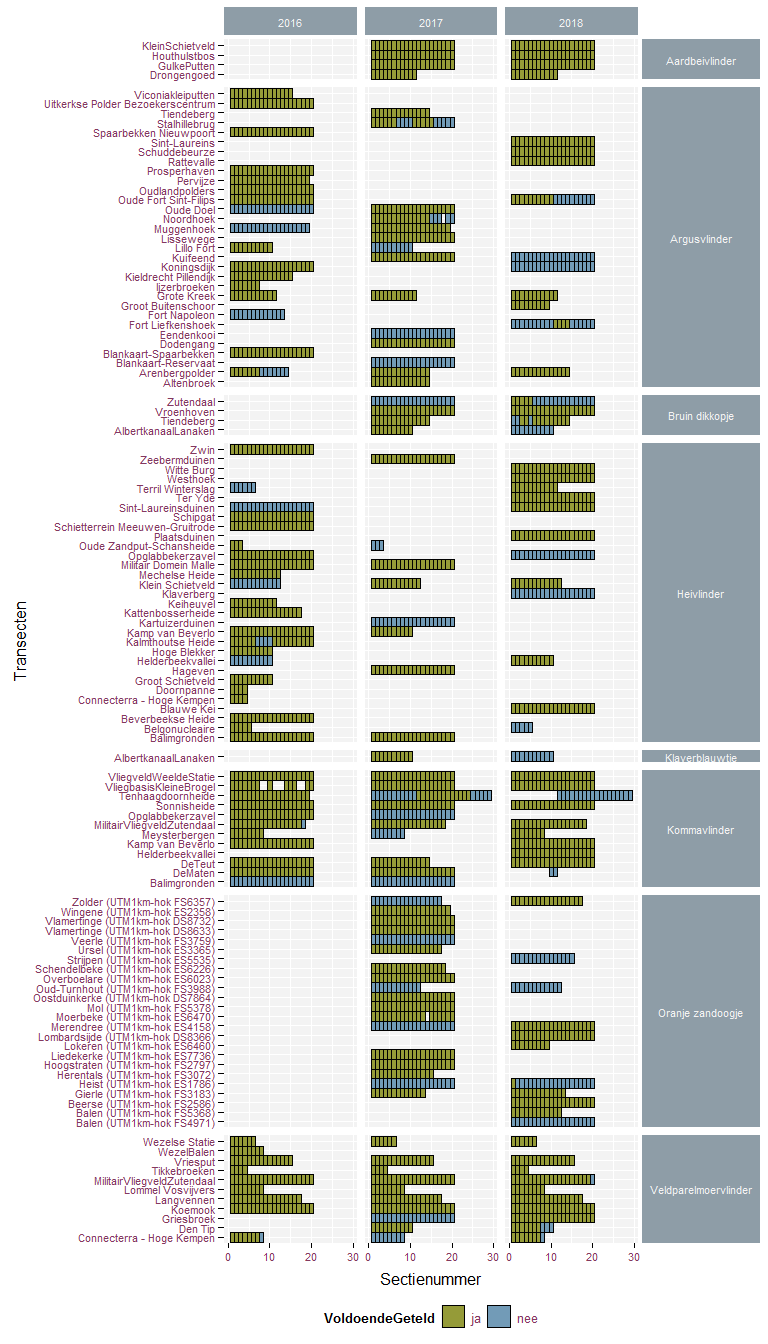 2016 2017 2018
KleinSchietveld
Houthulstbos
GulkePutten
Drongengoed
Aardbeivlinder
Viconiakleiputten
Uitkerkse Polder Bezoekerscentrum
Tiendeberg
Stalhillebrug
Spaarbekken Nieuwpoort
Sint-Laureins
Schuddebeurze
Rattevalle
Prosperhaven
Pervijze
Oudlandpolders
Oude Fort Sint-Filips
Oude Doel
Noordhoek
Muggenhoek
Lissewege
Lillo Fort
Kuifeend
Koningsdijk
Kieldrecht Pillendijk
Ijzerbroeken
Grote Kreek
Groot Buitenschoor
Fort Napoleon
Fort Liefkenshoek
Eendenkooi
Dodengang
Blankaart-Spaarbekken
Blankaart-Reservaat
Arenbergpolder
Altenbroek
Argusvlinder
Zutendaal
Vroenhoven
Tiendeberg
AlbertkanaalLanaken
Bruin dikkopje
Zwin
Zeebermduinen
Witte Burg
Westhoek
Terril Winterslag
Ter Yde
Sint-Laureinsduinen
Schipgat
Schietterrein Meeuwen-Gruitrode
Plaatsduinen
Oude Zandput-Schansheide
Opglabbekerzavel
Militair Domein Malle
Mechelse Heide
Klein Schietveld
Klaverberg
Keiheuvel
Kattenbosserheide
Kartuizerduinen
Kamp van Beverlo
Kalmthoutse Heide
Hoge Blekker
Helderbeekvallei
Hageven
Groot Schietveld
Doornpanne
Connecterra - Hoge Kempen
Blauwe Kei
Beverbeekse Heide
Belgonucleaire
Balimgronden
Heivlinder
AlbertkanaalLanaken
Klaverblauwtje
VliegveldWeeldeStatie
VliegbasisKleineBrogel
Tenhaagdoornheide
Sonnisheide
Opglabbekerzavel
MilitairVliegveldZutendaal
Meysterbergen
Kamp van Beverlo
Helderbeekvallei
DeTeut
DeMaten
Balimgronden
Kommavlinder
Zolder (UTM1km-hok FS6357)
Wingene (UTM1km-hok ES2358)
Vlamertinge (UTM1km-hok DS8732)
Vlamertinge (UTM1km-hok DS8633)
Veerle (UTM1km-hok FS3759)
Ursel (UTM1km-hok ES3365)
Strijpen (UTM1km-hok ES5535)
Schendelbeke (UTM1km-hok ES6226)
Overboelare (UTM1km-hok ES6023)
Oud-Turnhout (UTM1km-hok FS3988)
Oostduinkerke (UTM1km-hok DS7864)
Mol (UTM1km-hok FS5378)
Moerbeke (UTM1km-hok ES6470)
Merendree (UTM1km-hok ES4158)
Lombardsijde (UTM1km-hok DS8366)
Lokeren (UTM1km-hok ES6460)
Liedekerke (UTM1km-hok ES7736)
Hoogstraten (UTM1km-hok FS2797)
Herentals (UTM1km-hok FS3072)
Heist (UTM1km-hok ES1786)
Gierle (UTM1km-hok FS3183)
Beerse (UTM1km-hok FS2586)
Balen (UTM1km-hok FS5368)
Balen (UTM1km-hok FS4971)
Oranje zandoogje
Wezelse Statie
WezelBalen
Vriesput
Tikkebroeken
MilitairVliegveldZutendaal
Lommel Vosvijvers
Langvennen
Koemook
Griesbroek
Den Tip
Connecterra - Hoge Kempen
Veldparelmoervlinder
0 10 20 30 0 10 20 30 0 10 20 30
Sectienummer
Transecten
VoldoendeGeteld ja nee